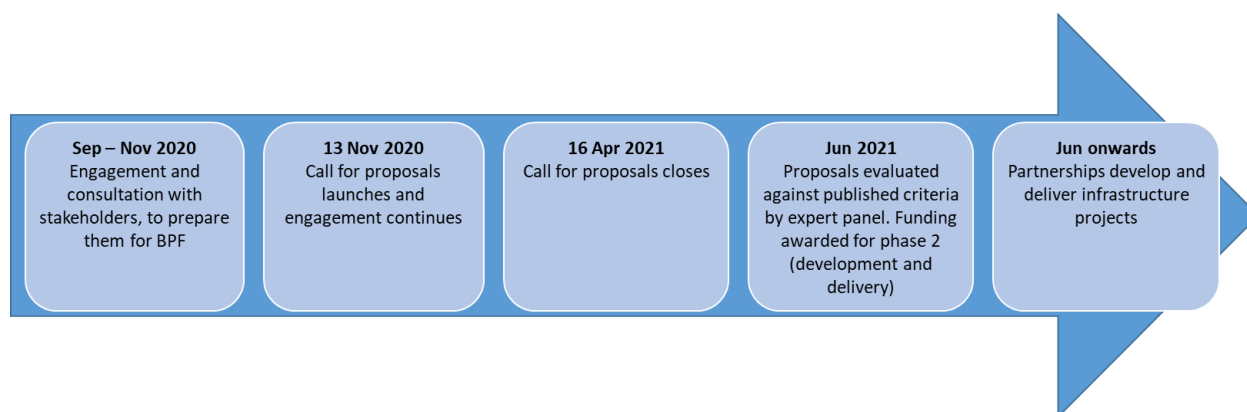 Sep – Nov 2020
Engagement and
consultation with
stakeholders, to prepare
them for BPF
13 Nov 2020
Call for proposals
launches and
engagement continues
16 Apr 2021
Call for proposals closes
Jun 2021
Proposals evaluated
against published criteria
by expert panel. Funding
awarded for phase 2
(development and
delivery)
Jun onwards
Partnerships develop and
deliver infrastructure
projects